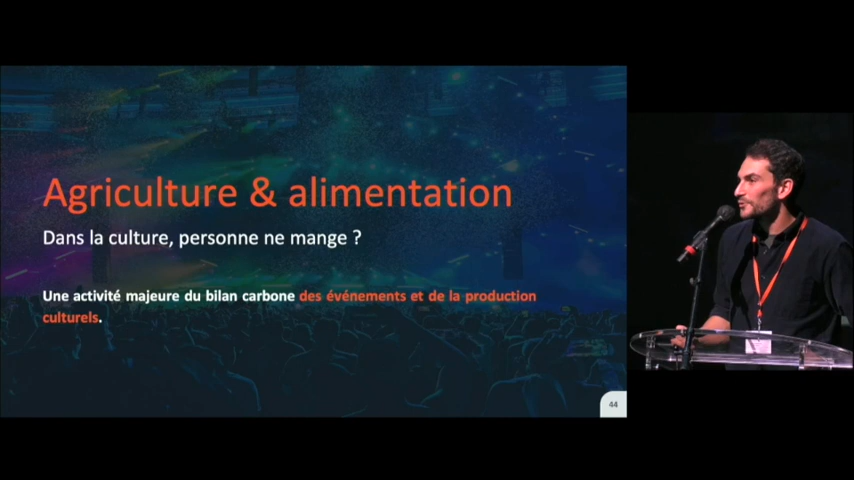 Agriculture & alimentation
Dans la culture, personne ne mange ?
Une activité majeure du bilan carbone des événements et de la production
culturels.
44